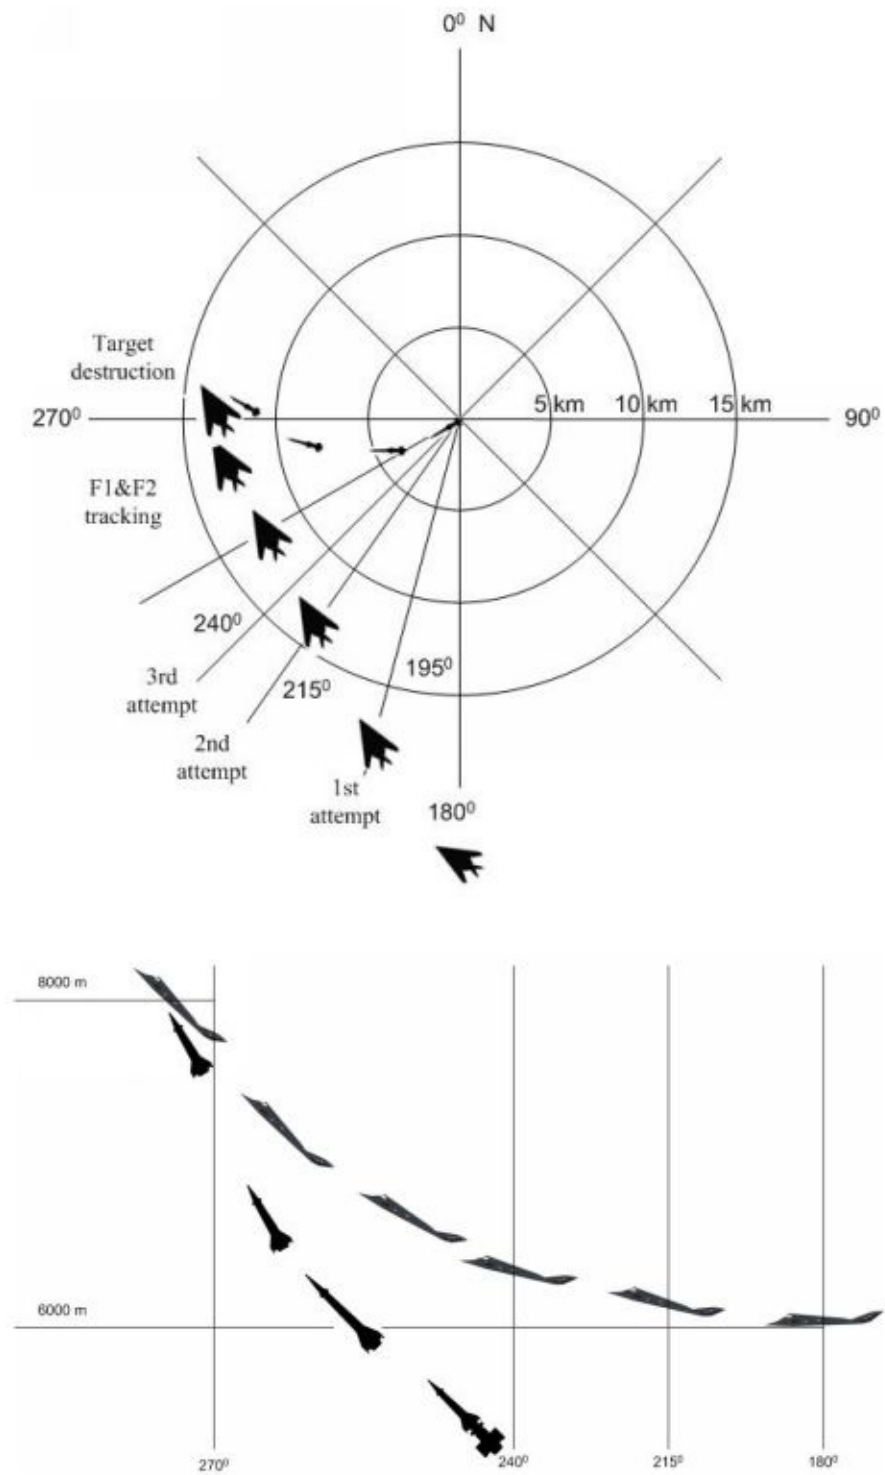 0⁰ N
Target
destruction
270⁰
5 km
10 km
15 km
90⁰
F1&F2
tracking
240⁰
195⁰
3rd
attempt
215⁰
2nd
attempt
1st
attempt
180⁰
8000 m
6000 m
270⁰
240⁰
215⁰
180⁰